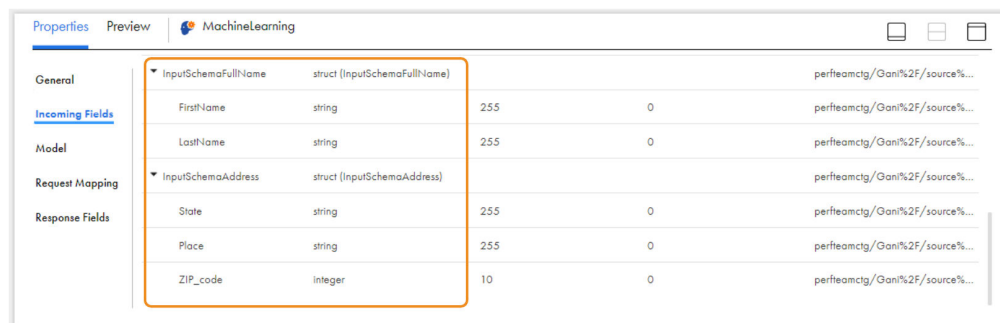 Properties Preview MachineLearning
General
Incoming Fields
Model
Request Mapping
Response Fields
InputSchemaFullName struct (InputSchemaFullName) perfteamctg/Gani%2F/source%...
FirstName string 255 0 perfteamctg/Gani%2F/source%...
LastName string 255 0 perfteamctg/Gani%2F/source%...
InputSchemaAddress struct (InputSchemaAddress) perfteamctg/Gani%2F/source%...
State string 255 0 perfteamctg/Gani%2F/source%...
Place string 255 0 perfteamctg/Gani%2F/source%...
ZIP_code integer 10 0 perfteamctg/Gani%2F/source%...